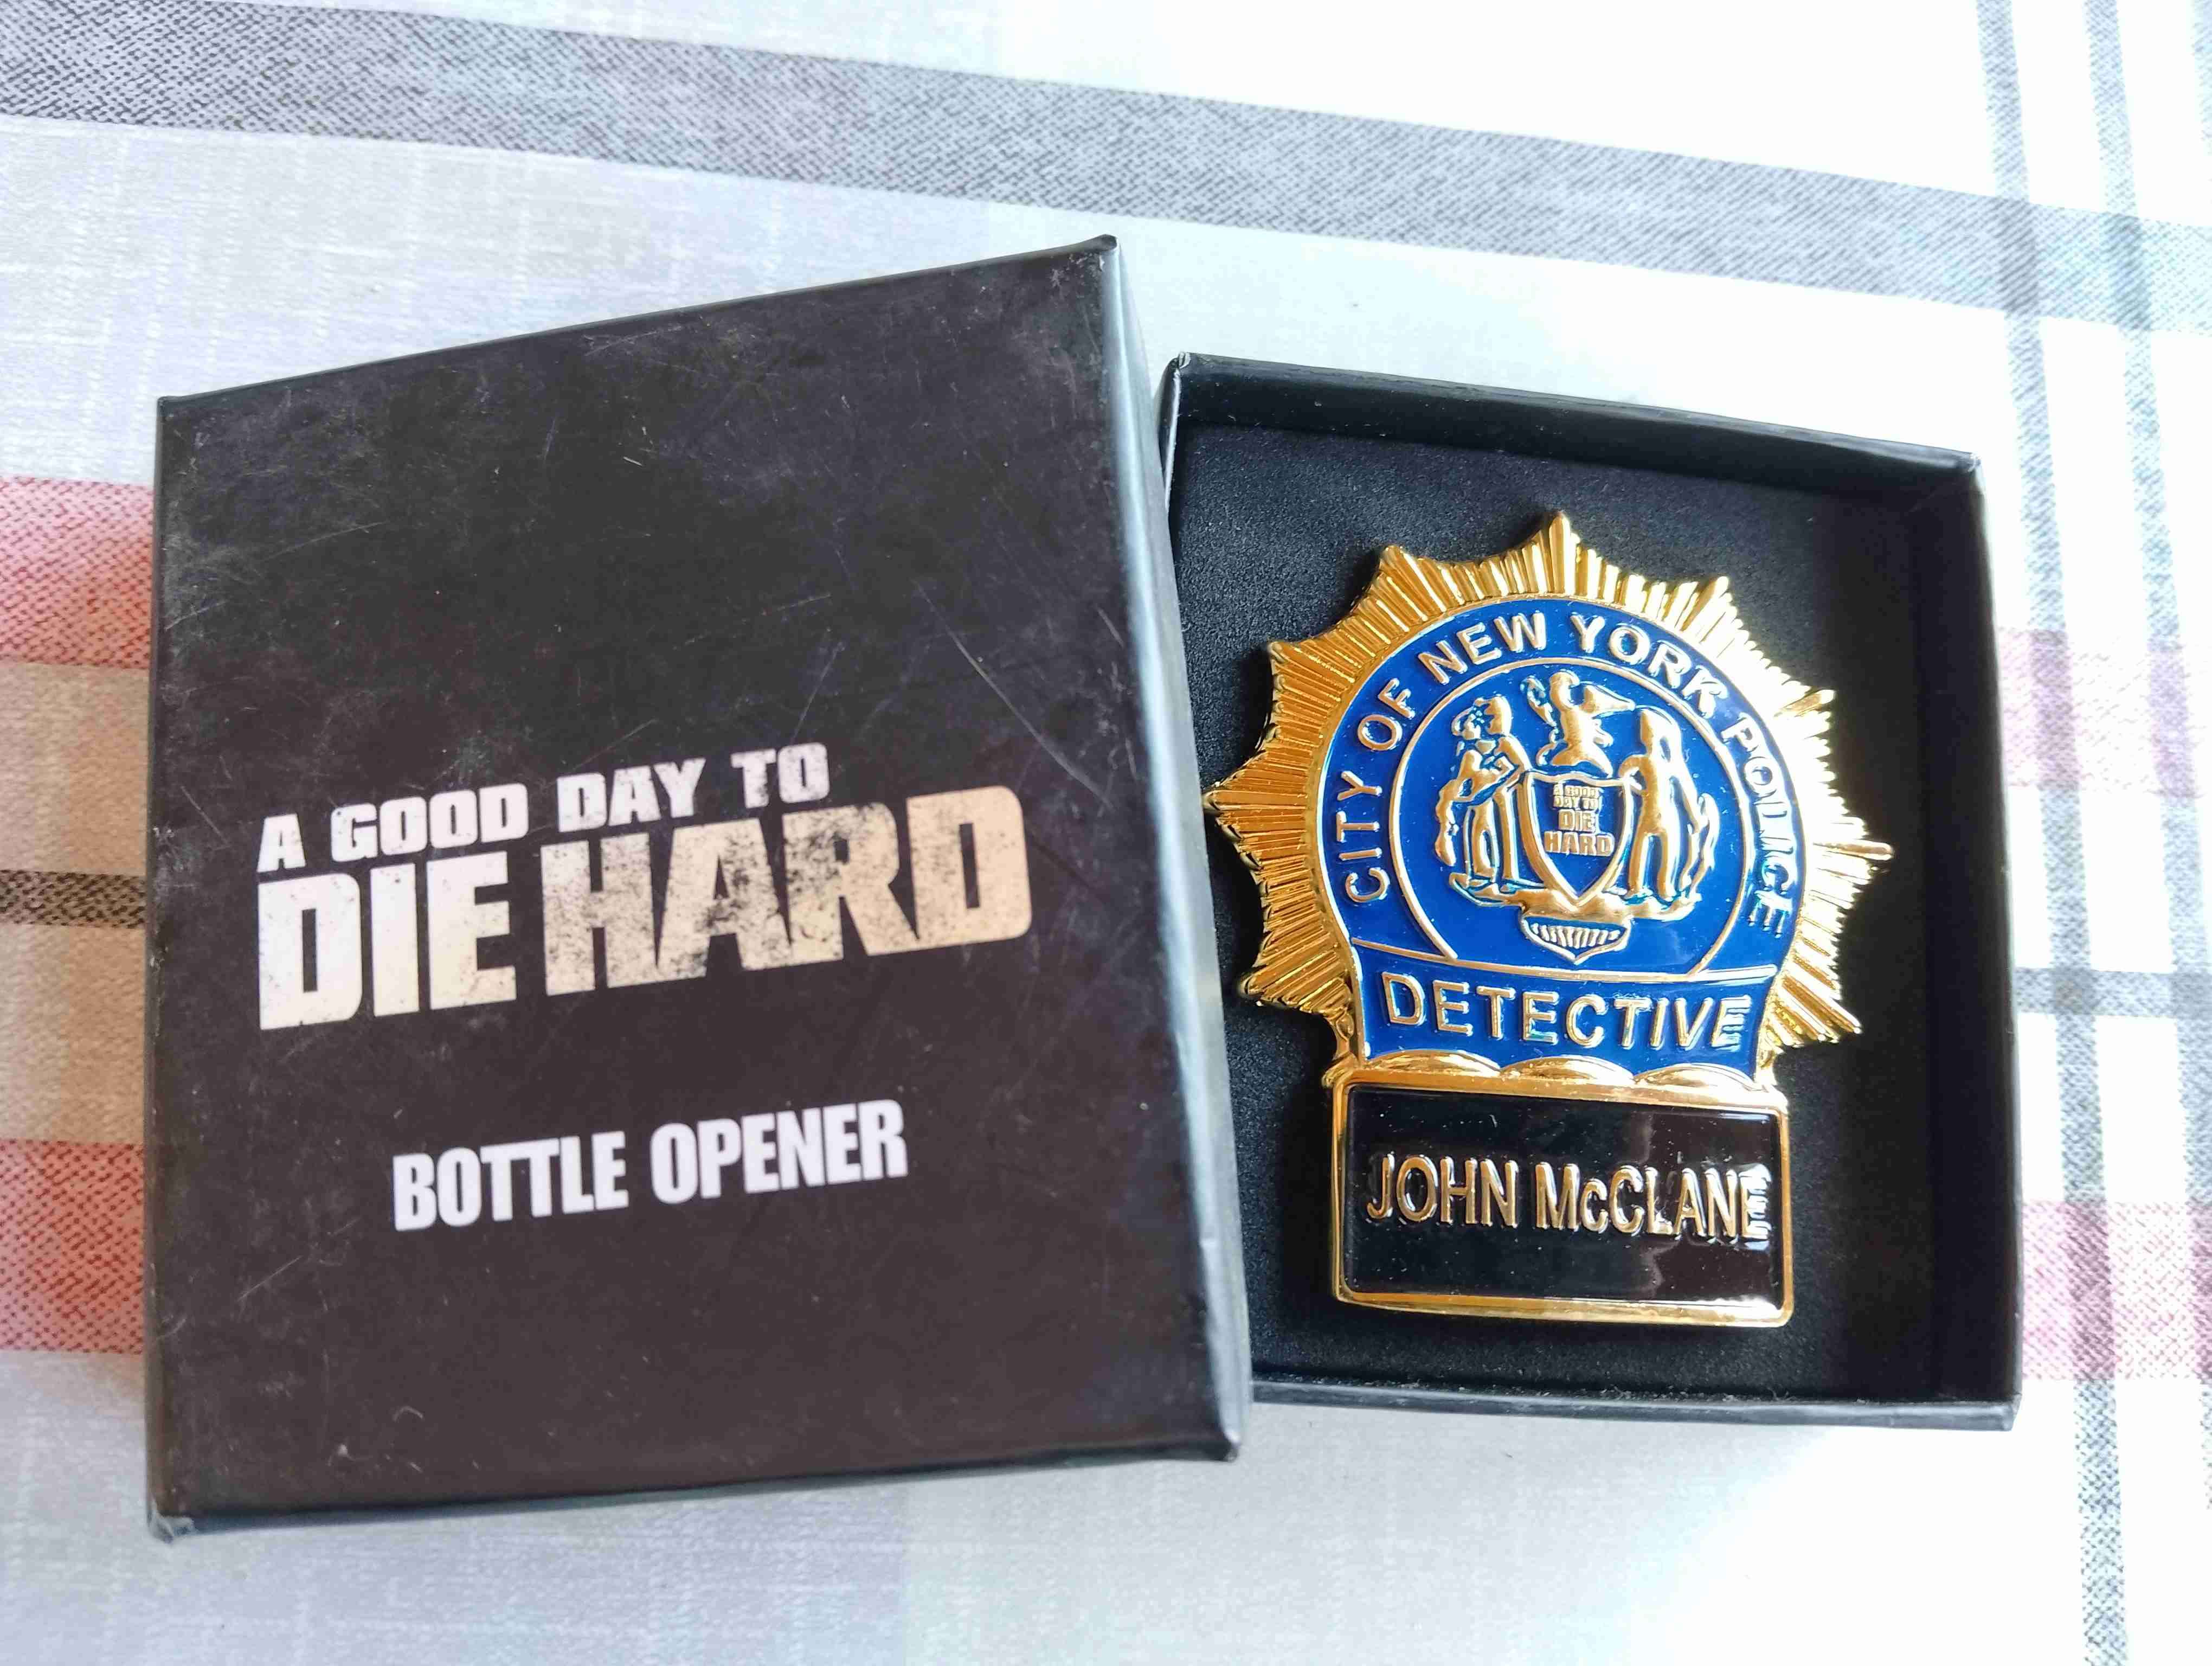 A GOOD DAY TO
DIE HARD
BOTTLE OPENER
CITY OF NEW YORK POLICE
A GOOD
DAY TO
DIE
HARD
DETECTIVE
JOHN McCLANE